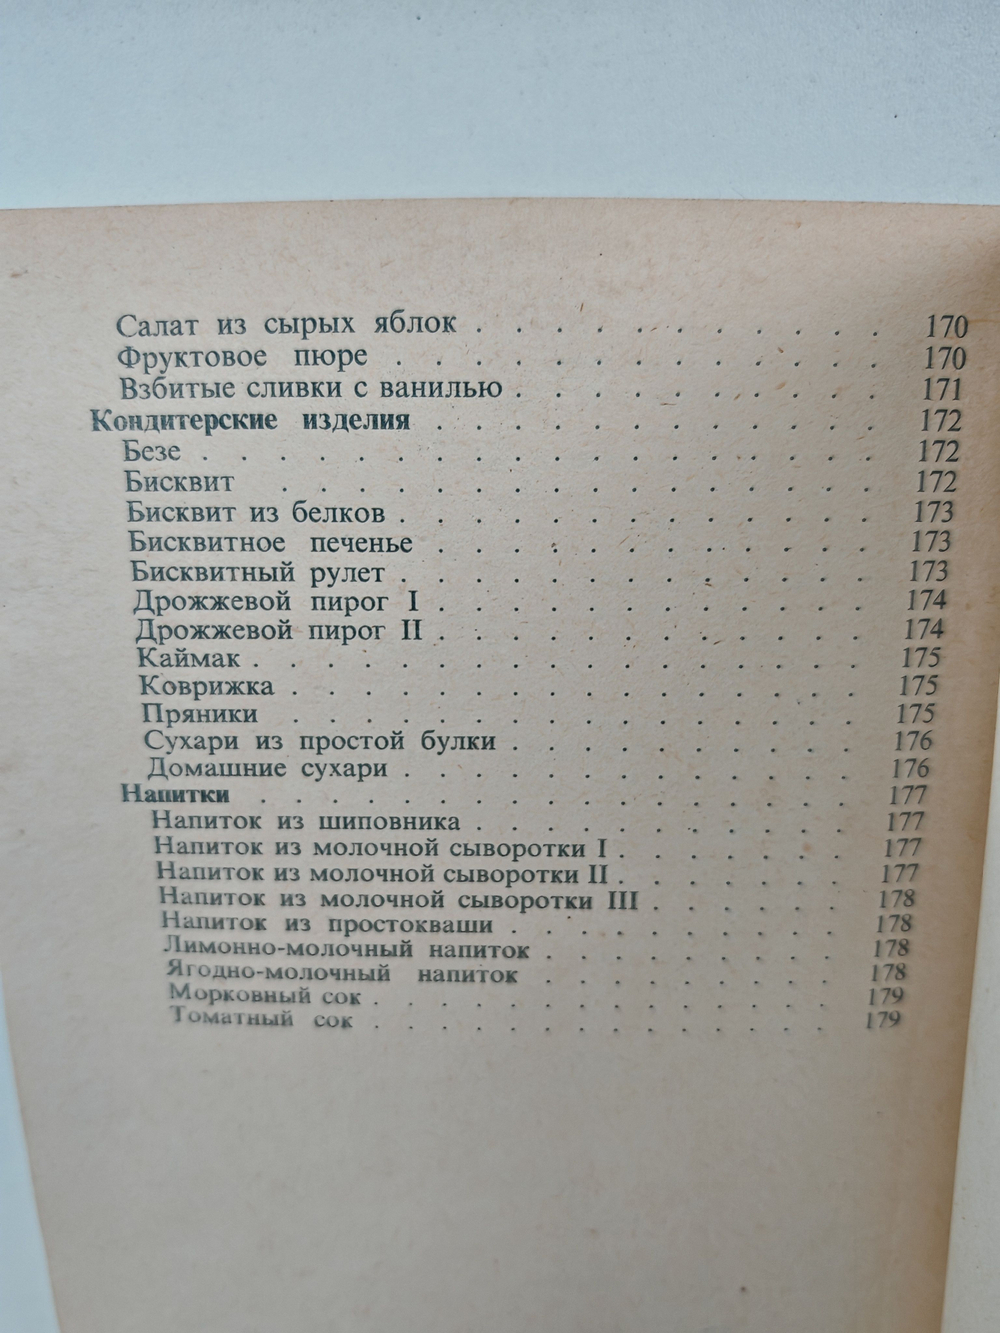 Салат из сырых яблок . . . . . . . . . . . . 170
Фруктовое пюре . . . . . . . . . . . . . . 170
Взбитые сливки с ванилью . . . . . . . . . . 171
Кондитерские изделия . . . . . . . . . . . . 172
Безе . . . . . . . . . . . . . . . . . . 172
Бисквит . . . . . . . . . . . . . . . . 172
Бисквит из белков . . . . . . . . . . . . . 173
Бисквитное печенье . . . . . . . . . . . . 173
Бисквитный рулет . . . . . . . . . . . . . 173
Дрожжевой пирог I . . . . . . . . . . . . 174
Дрожжевой пирог II . . . . . . . . . . . . 174
Каймак . . . . . . . . . . . . . . . . . 175
Коврижка . . . . . . . . . . . . . . . . 175
Пряники . . . . . . . . . . . . . . . . 175
Сухари из простой булки . . . . . . . . . . 176
Домашние сухари . . . . . . . . . . . . . 176
Напитки . . . . . . . . . . . . . . . . . 177
Напиток из шиповника . . . . . . . . . . . 177
Напиток из молочной сыворотки I . . . . . . . 177
Напиток из молочной сыворотки II . . . . . . . 177
Напиток из молочной сыворотки III . . . . . . 178
Напиток из простокваши . . . . . . . . . . . 178
Лимонно-молочный напиток . . . . . . . . . . 178
Ягодно-молочный напиток . . . . . . . . . . 178
Морковный сок . . . . . . . . . . . . . . 179
Томатный сок . . . . . . . . . . . . . . 179